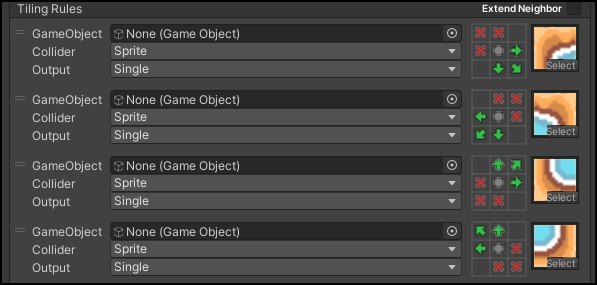 Tiling Rules Extend Neighbor
GameObject None (Game Object)
Collider Sprite
Output Single Select
GameObject None (Game Object)
Collider Sprite
Output Single Select
GameObject None (Game Object)
Collider Sprite
Output Single Select
GameObject None (Game Object)
Collider Sprite
Output Single Select